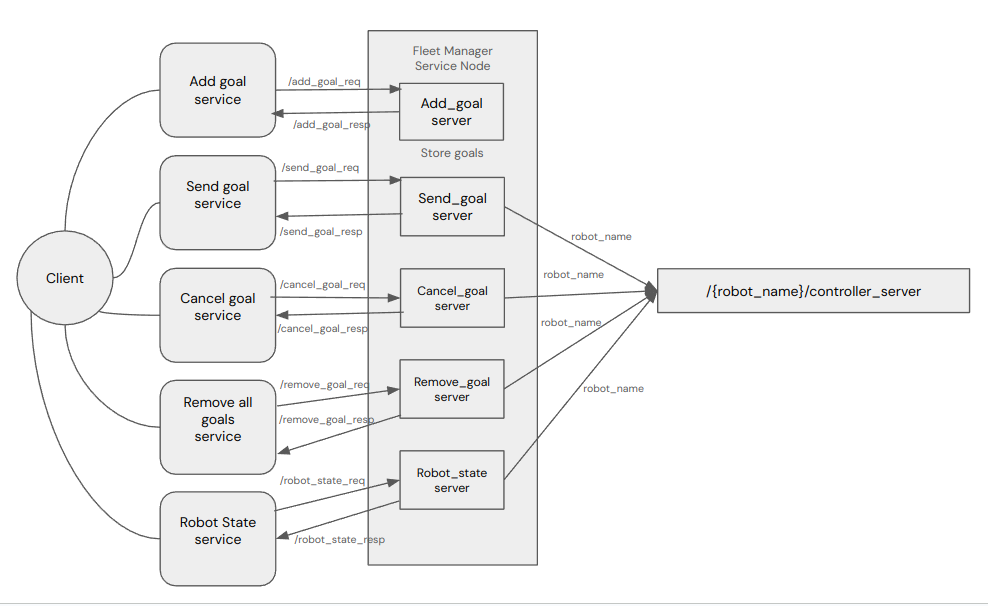 Fleet Manager
Service Node
Add goal
service
/add_goal_req
/add_goal_resp
Add_goal
server
Store goals
Send goal
service
/send_goal_req
/send_goal_resp
Send_goal
server
robot_name
Client
Cancel goal
service
/cancel_goal_req
/cancel_goal_resp
Cancel_goal
server
robot_name
/{robot_name}/controller_server
Remove all
goals
service
/remove_goal_req
/remove_goal_resp
Remove_goal
server
robot_name
Robot State
service
/robot_state_req
/robot_state_resp
Robot_state
server
robot_name